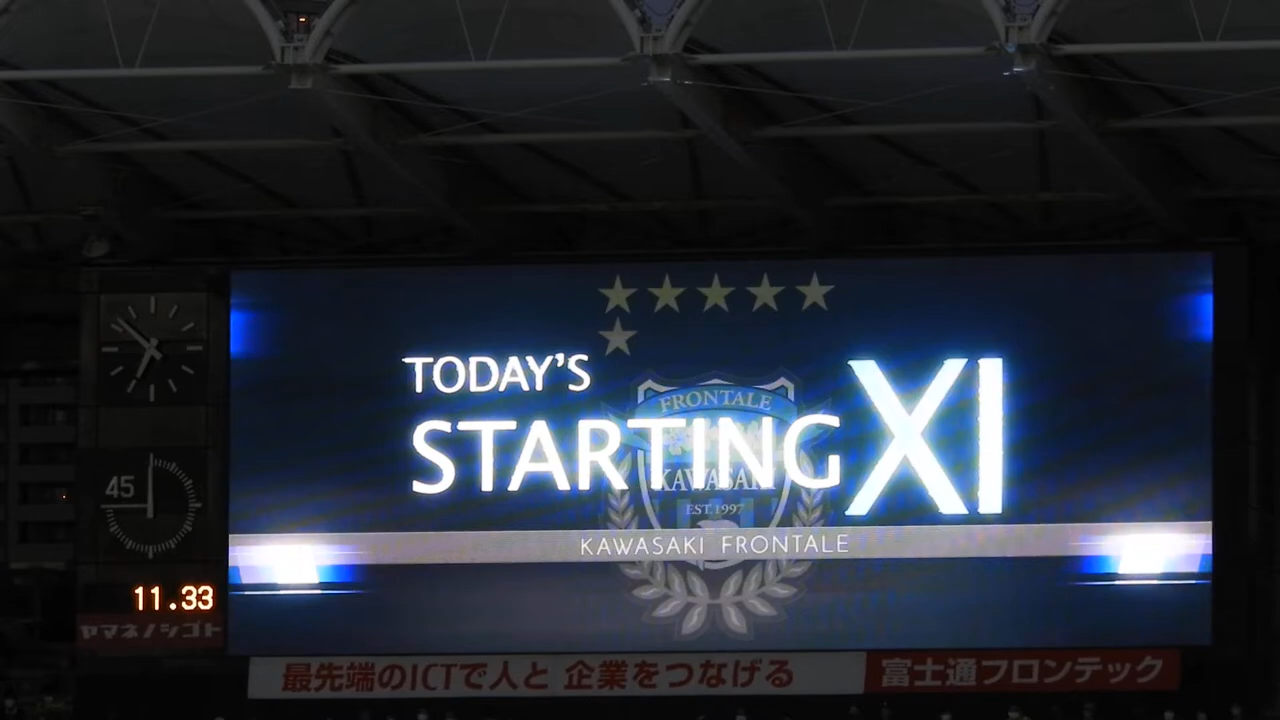 TODAY'S
STARTING XI
FRONTALE
KAWASAKI
EST.1997
KAWASAKI FRONTALE
45
11.33
ヤマネノシゴト
最先端のICTで人と 企業をつなげる
富士通フロンテック